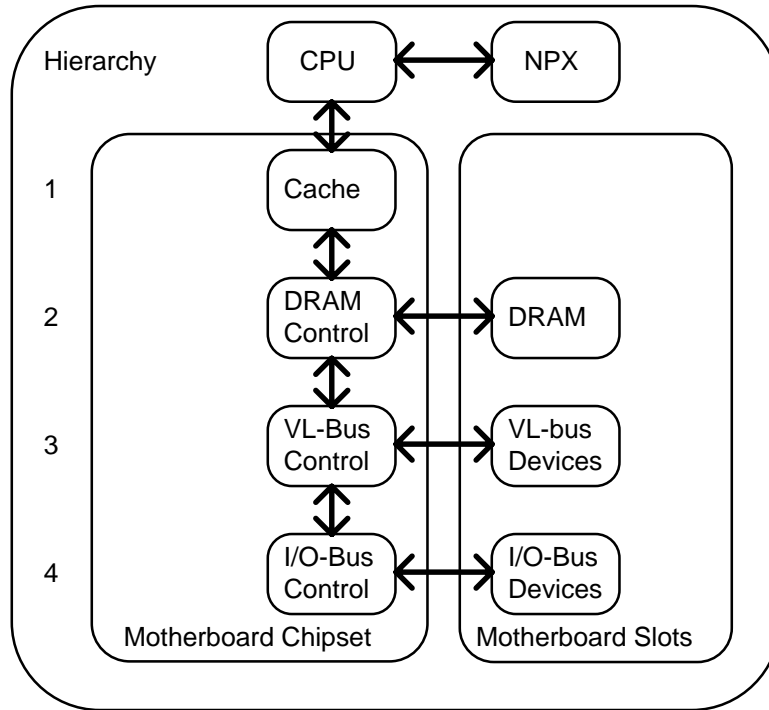 Hierarchy
CPU
NPX
1
Cache
2
DRAM
Control
DRAM
3
VL-Bus
Control
VL-bus
Devices
4
I/O-Bus
Control
I/O-Bus
Devices
Motherboard Chipset
Motherboard Slots